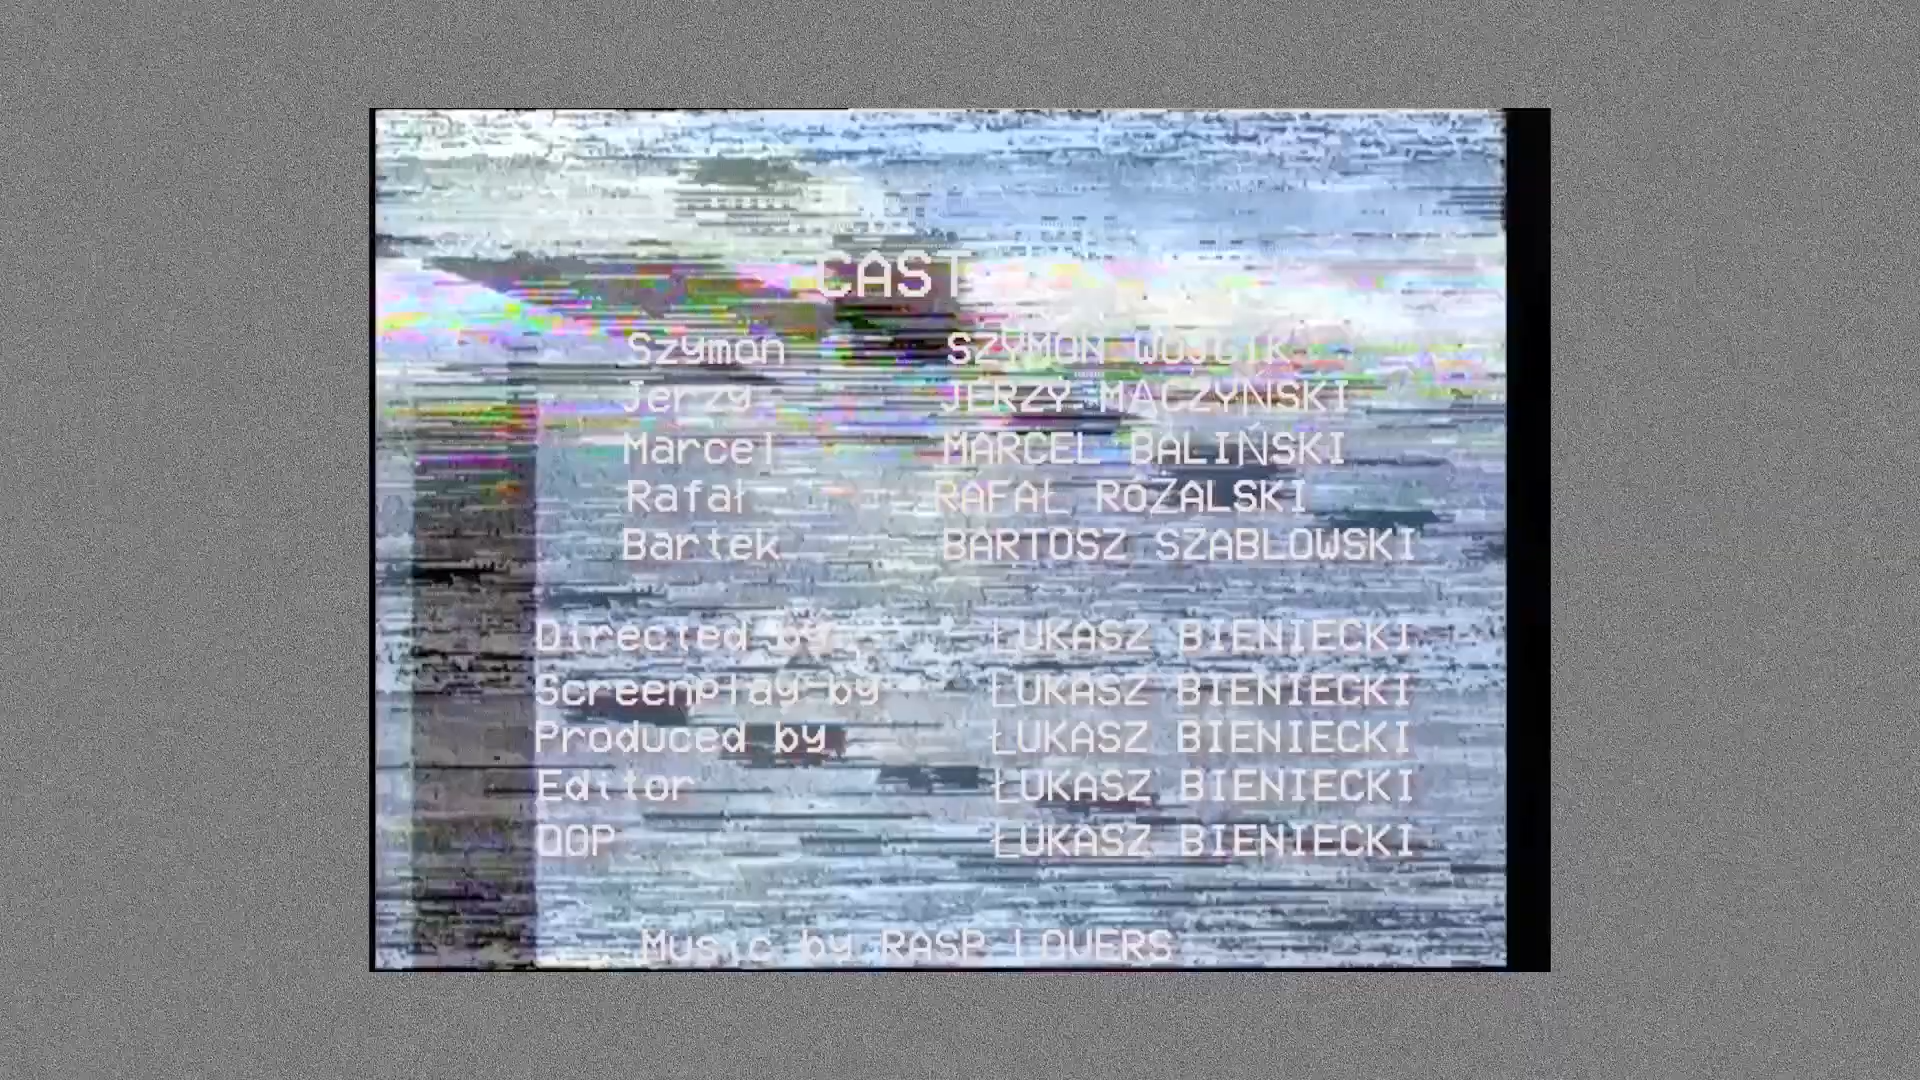 CAST
Szymon SZYMON WÓJCIK
Jerzy JERZY MĄCZYŃSKI
Marcel MARCEL BALIŃSKI
Rafał RAFAŁ RÓŻALSKI
Bartek BARTOSZ SZABLOWSKI
Directed by ŁUKASZ BIENIECKI
Screenplay by ŁUKASZ BIENIECKI
Produced by ŁUKASZ BIENIECKI
Editor ŁUKASZ BIENIECKI
DOP ŁUKASZ BIENIECKI
Music by RASP LOVERS